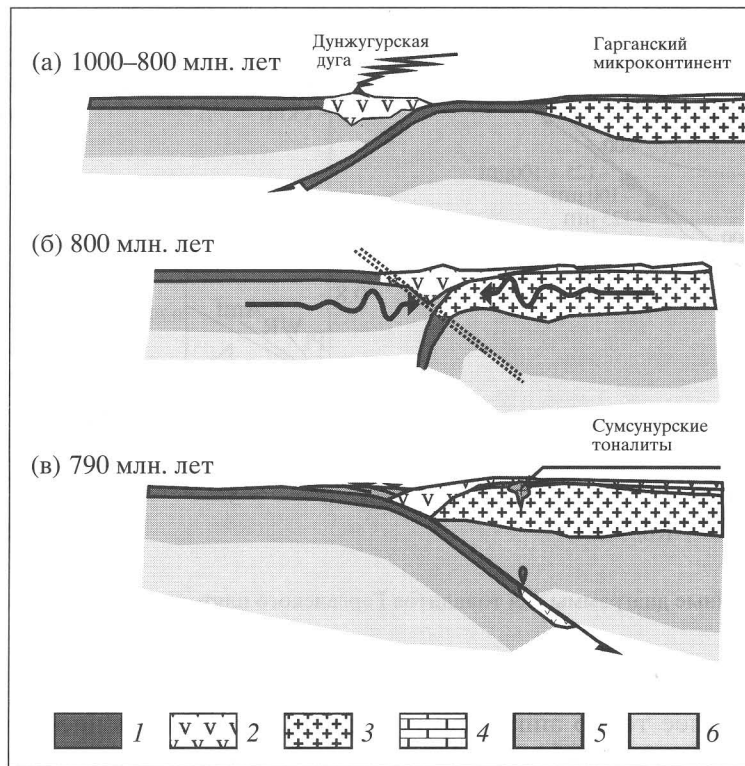 Дунжугурская
дуга
Гарганский
микроконтинент
(а) 1000–800 млн. лет
(б) 800 млн. лет
Сумсунурские
тоналиты
(в) 790 млн. лет
1 2 3 4 5 6